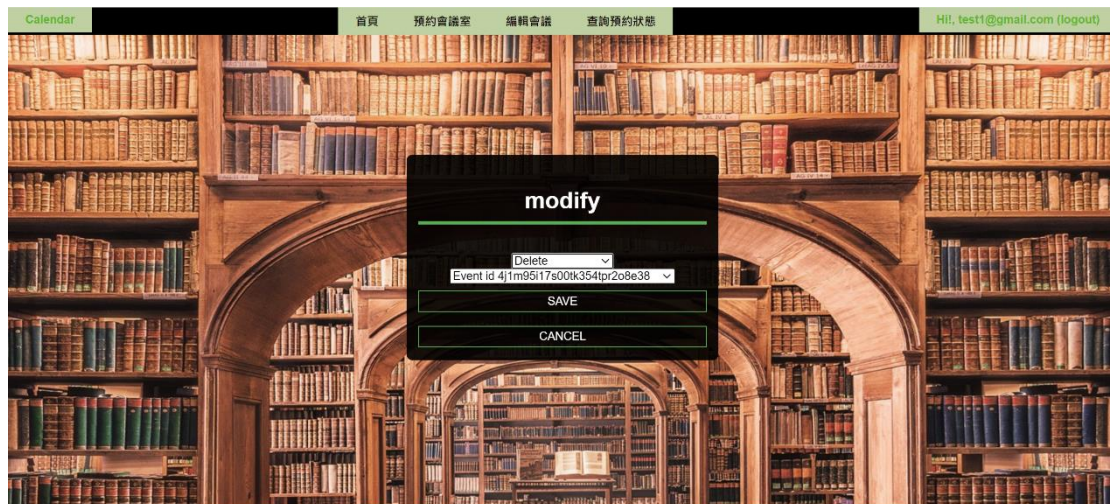 Calendar
首頁 預約會議室 編輯會議 查詢預約狀態
Hi!, test1@gmail.com (logout)
modify
Delete
Event id 4j1m95i17s00tk354tpr2o8e38
SAVE
CANCEL